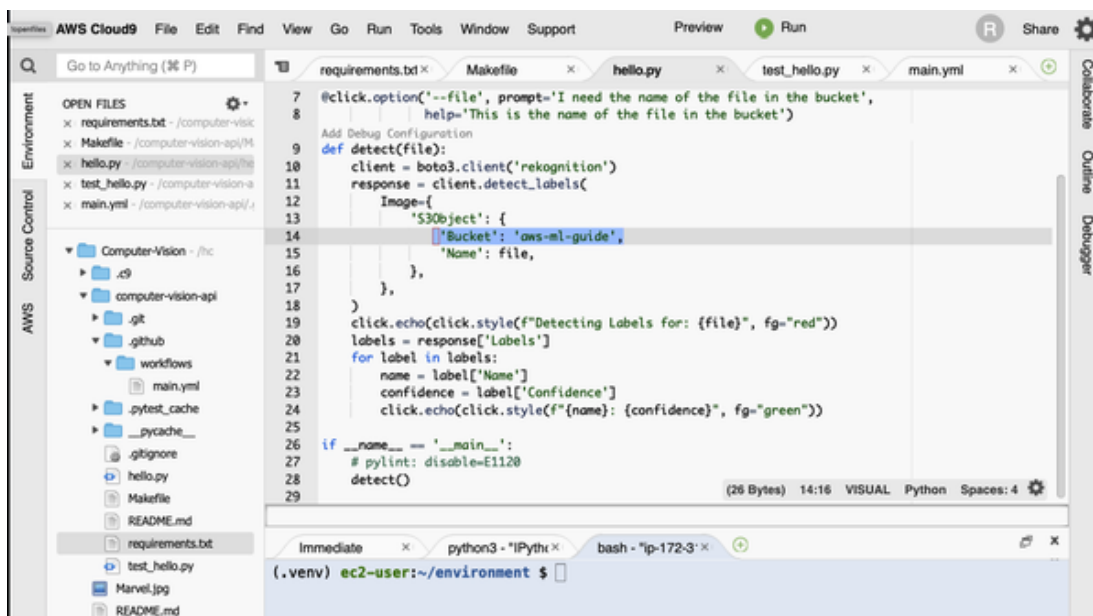 openfiles AWS Cloud9 File Edit Find View Go Run Tools Window Support Preview Run R Share
Go to Anything (⌘ P)
OPEN FILES
requirements.txt - /computer-visic
Makefile - /computer-vision-api/M
hello.py - /computer-vision-api/he
test_hello.py - /computer-vision-a
main.yml - /computer-vision-api/.g
Computer-Vision - /hc
.c9
computer-vision-api
.git
.github
workflows
main.yml
.pytest_cache
__pycache__
.gitignore
hello.py
Makefile
README.md
requirements.txt
test_hello.py
Marvel.jpg
README.md
Environment
Source Control
AWS
requirements.txt Makefile hello.py test_hello.py main.yml
7 @click.option('--file', prompt='I need the name of the file in the bucket',
8 help='This is the name of the file in the bucket')
Add Debug Configuration
9 def detect(file):
10 client = boto3.client('rekognition')
11 response = client.detect_labels(
12 Image={
13 'S3Object': {
14 'Bucket': 'aws-ml-guide',
15 'Name': file,
16 },
17 },
18 )
19 click.echo(click.style(f"Detecting Labels for: {file}", fg="red"))
20 labels = response['Labels']
21 for label in labels:
22 name = label['Name']
23 confidence = label['Confidence']
24 click.echo(click.style(f"{name}: {confidence}", fg="green"))
25
26 if __name__ == '__main__':
27 # pylint: disable=E1120
28 detect()
29
(26 Bytes) 14:16 VISUAL Python Spaces: 4
Immediate python3 - "IPythc bash - "ip-172-3
(.venv) ec2-user:~/environment $
Collaborate
Outline
Debugger